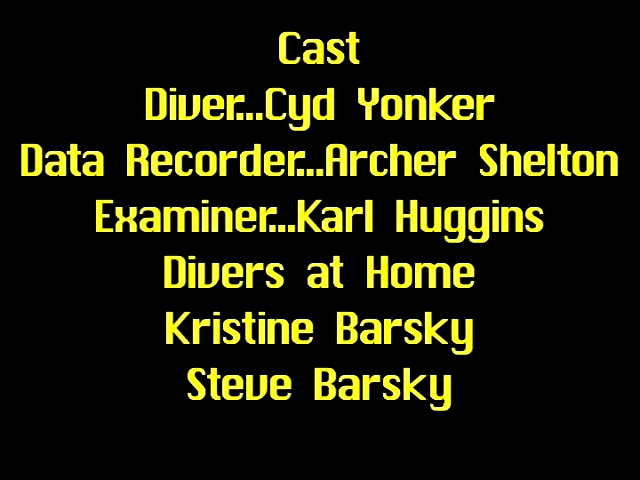 Cast
Diver...Cyd Yonker
Data Recorder...Archer Shelton
Examiner...Karl Huggins
Divers at Home
Kristine Barsky
Steve Barsky